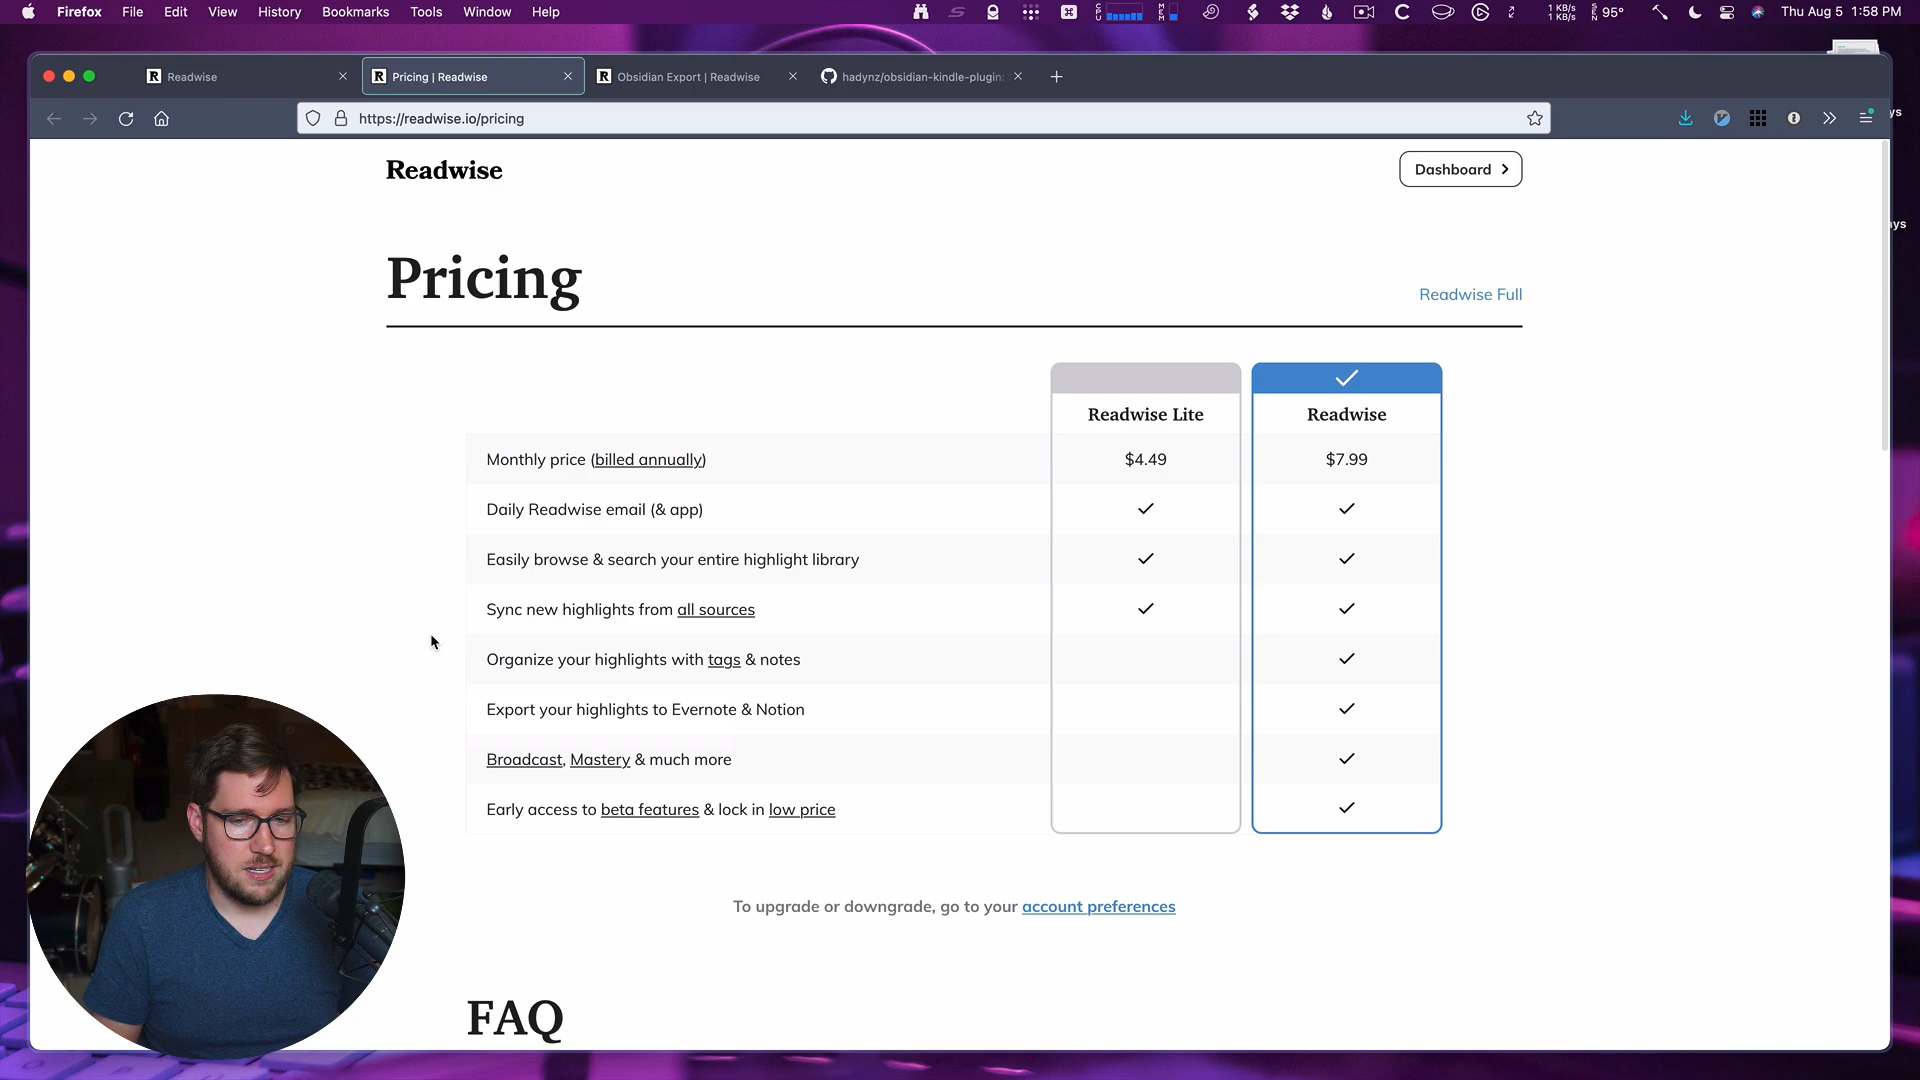 Firefox File Edit View History Bookmarks Tools Window Help
1 KB/s
1 KB/s
95°
Thu Aug 5 1:58 PM
Readwise
Pricing | Readwise
Obsidian Export | Readwise
hadynz/obsidian-kindle-plugin:
https://readwise.io/pricing
Readwise
Dashboard
Pricing
Readwise Full
Readwise Lite Readwise
Monthly price (billed annually) $4.49 $7.99
Daily Readwise email (& app)
Easily browse & search your entire highlight library
Sync new highlights from all sources
Organize your highlights with tags & notes
Export your highlights to Evernote & Notion
Broadcast, Mastery & much more
Early access to beta features & lock in low price
To upgrade or downgrade, go to your account preferences
FAQ